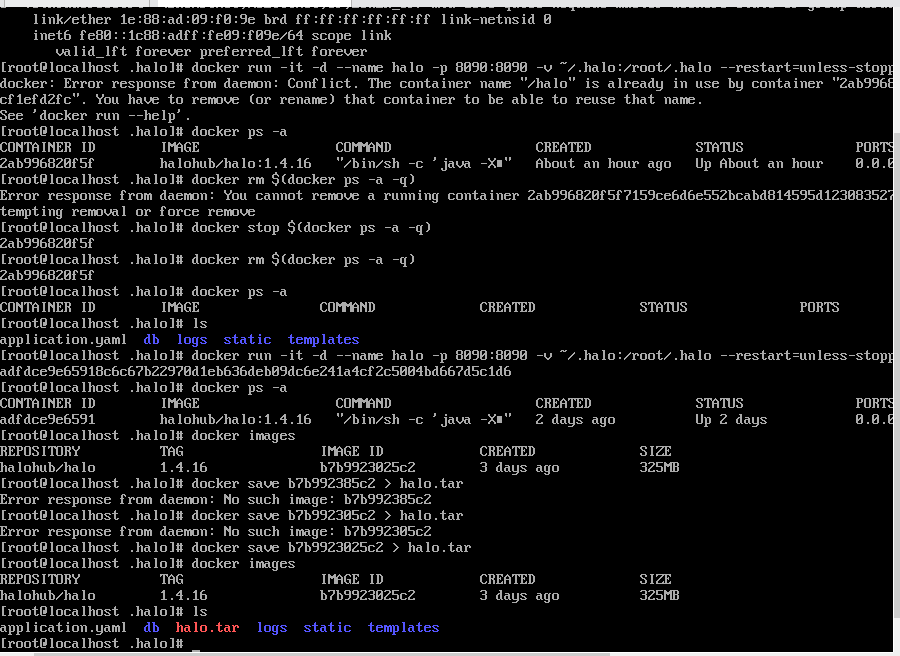 link/ether 1e:88:ad:09:f0:9e brd ff:ff:ff:ff:ff:ff link-netnsid 0
inet6 fe80::1c88:adff:fe09:f09e/64 scope link
valid_lft forever preferred_lft forever
[root@localhost .halo]# docker run -it -d --name halo -p 8090:8090 -v ~/.halo:/root/.halo --restart=unless-stopp
docker: Error response from daemon: Conflict. The container name "/halo" is already in use by container "2ab9968
cf1efd2fc". You have to remove (or rename) that container to be able to reuse that name.
See 'docker run --help'.
[root@localhost .halo]# docker ps -a
CONTAINER ID IMAGE COMMAND CREATED STATUS PORTS
2ab996820f5f halohub/halo:1.4.16 "/bin/sh -c 'java -X■" About an hour ago Up About an hour 0.0.0
[root@localhost .halo]# docker rm $(docker ps -a -q)
Error response from daemon: You cannot remove a running container 2ab996820f5f7159ce6d6e552bcabd814595d123083527
tempting removal or force remove
[root@localhost .halo]# docker stop $(docker ps -a -q)
2ab996820f5f
[root@localhost .halo]# docker rm $(docker ps -a -q)
2ab996820f5f
[root@localhost .halo]# docker ps -a
CONTAINER ID IMAGE COMMAND CREATED STATUS PORTS
[root@localhost .halo]# ls
application.yaml db logs static templates
[root@localhost .halo]# docker run -it -d --name halo -p 8090:8090 -v ~/.halo:/root/.halo --restart=unless-stopp
adfdce9e65918c6c67b22970d1eb636deb09dc6e241a4cf2c5004bd667d5c1d6
[root@localhost .halo]# docker ps -a
CONTAINER ID IMAGE COMMAND CREATED STATUS PORTS
adfdce9e6591 halohub/halo:1.4.16 "/bin/sh -c 'java -X■" 2 days ago Up 2 days 0.0.0
[root@localhost .halo]# docker images
REPOSITORY TAG IMAGE ID CREATED SIZE
halohub/halo 1.4.16 b7b9923025c2 3 days ago 325MB
[root@localhost .halo]# docker save b7b992385c2 > halo.tar
Error response from daemon: No such image: b7b992385c2
[root@localhost .halo]# docker save b7b992305c2 > halo.tar
Error response from daemon: No such image: b7b992305c2
[root@localhost .halo]# docker save b7b9923025c2 > halo.tar
[root@localhost .halo]# docker images
REPOSITORY TAG IMAGE ID CREATED SIZE
halohub/halo 1.4.16 b7b9923025c2 3 days ago 325MB
[root@localhost .halo]# ls
application.yaml db halo.tar logs static templates
[root@localhost .halo]# _